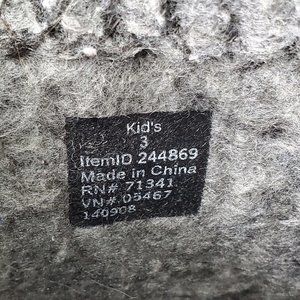 Kid's
3
ItemID 244869
Made in China
RN# 71341
VN# 05467
140908